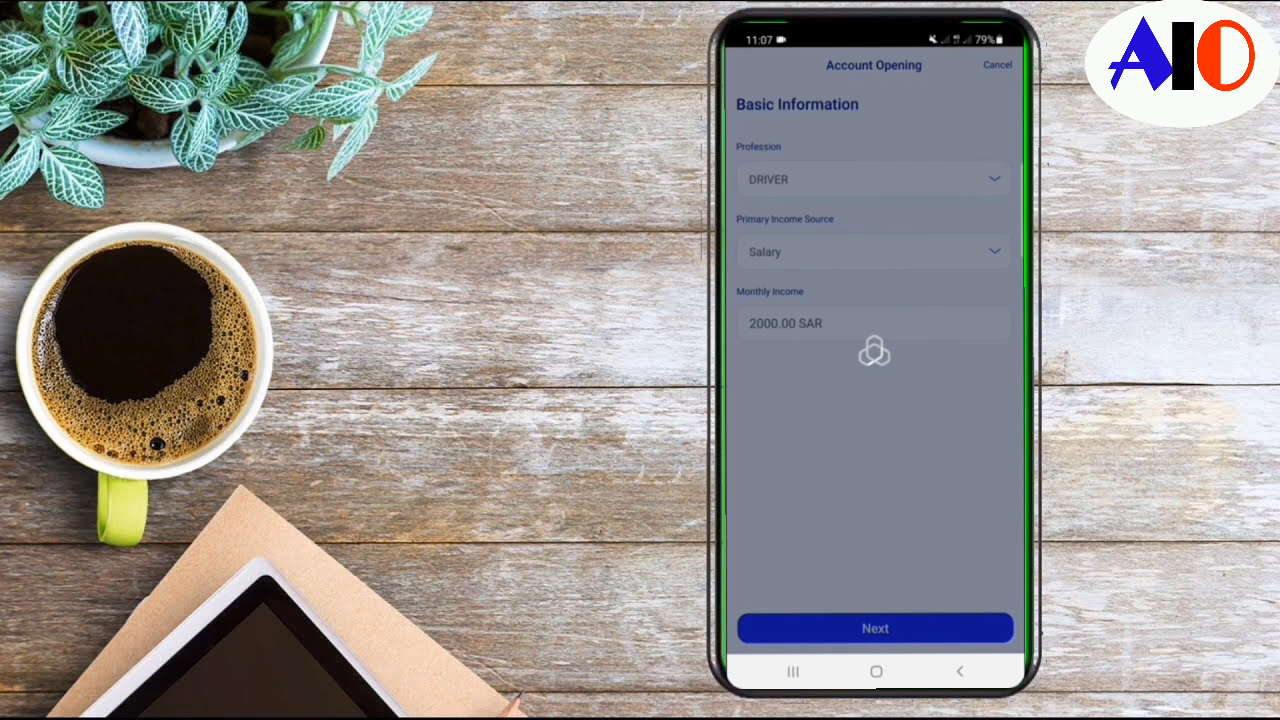 AIO
11:07
79%
Account Opening
Cancel
Basic Information
Profession
DRIVER
Primary Income Source
Salary
Monthly Income
2000.00 SAR
Next